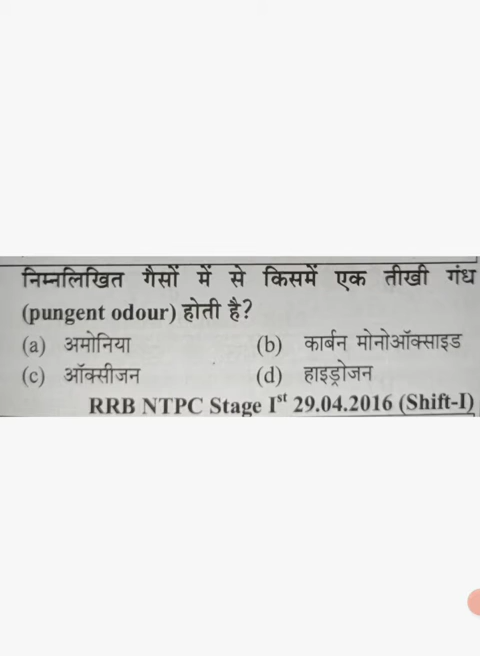 निम्नलिखित गैसों में से किसमें एक तीखी गंध
(pungent odour) होती है?
(a) अमोनिया (b) कार्बन मोनोऑक्साइड
(c) ऑक्सीजन (d) हाइड्रोजन
RRB NTPC Stage Ist 29.04.2016 (Shift-I)